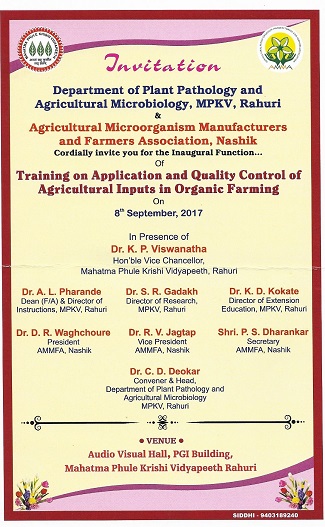 Invitation
Department of Plant Pathology and
Agricultural Microbiology, MPKV, Rahuri
&
Agricultural Microorganism Manufacturers
and Farmers Association, Nashik
Cordially invite you for the Inaugural Function...
Of
Training on Application and Quality Control of
Agricultural Inputs in Organic Farming
On
8th September, 2017
In Presence of
Dr. K. P. Viswanatha
Hon'ble Vice Chancellor,
Mahatma Phule Krishi Vidyapeeth, Rahuri
Dr. A. L. Pharande
Dean (F/A) & Director of
Instructions, MPKV, Rahuri
Dr. S. R. Gadakh
Director of Research,
MPKV, Rahuri
Dr. K. D. Kokate
Director of Extension
Education, MPKV, Rahuri
Dr. D. R. Waghchoure
President
AMMFA, Nashik
Dr. R. V. Jagtap
Vice President
AMMFA, Nashik
Shri. P. S. Dharankar
Secretary
AMMFA, Nashik
Dr. C. D. Deokar
Convener & Head,
Department of Plant Pathology and
Agricultural Microbiology
MPKV, Rahuri
• VENUE •
Audio Visual Hall, PGI Building,
Mahatma Phule Krishi Vidyapeeth Rahuri
SIDDHI - 9403189240